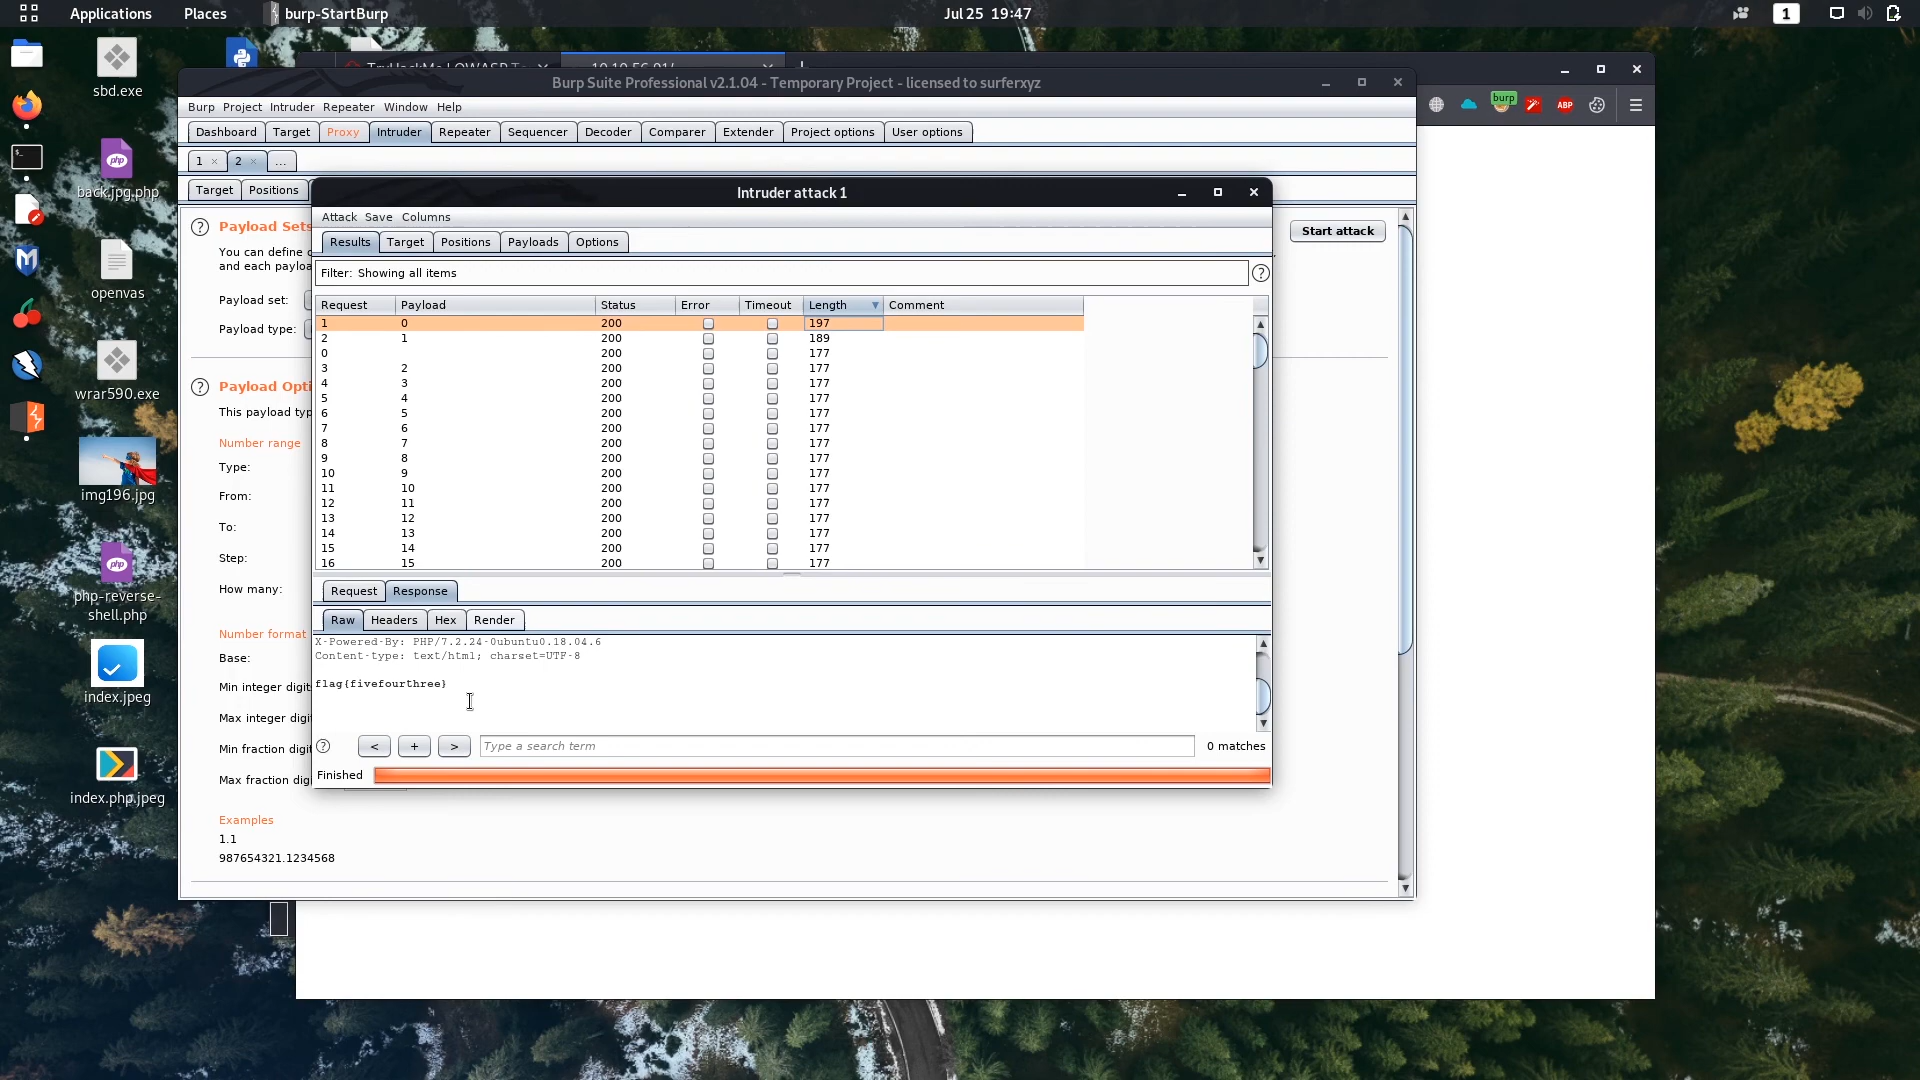 Applications Places burp-StartBurp Jul 25 19:47 1
Burp Suite Professional v2.1.04 - Temporary Project - licensed to surferxyz
Burp Project Intruder Repeater Window Help
Dashboard Target Proxy Intruder Repeater Sequencer Decoder Comparer Extender Project options User options
1 × 2 × ...
Target Positions
Payload Sets
You can define
and each payloa
Payload set:
Payload type:
Payload Opti
This payload typ
Number range
Type:
From:
To:
Step:
How many:
Number format
Base:
Min integer digit
Max integer digi
Min fraction digi
Max fraction dig
Examples
1.1
987654321.1234568
Start attack
Intruder attack 1
Attack Save Columns
Results Target Positions Payloads Options
Filter: Showing all items
Request Payload Status Error Timeout Length Comment
1 0 200 197
2 1 200 189
0 200 177
3 2 200 177
4 3 200 177
5 4 200 177
6 5 200 177
7 6 200 177
8 7 200 177
9 8 200 177
10 9 200 177
11 10 200 177
12 11 200 177
13 12 200 177
14 13 200 177
15 14 200 177
16 15 200 177
Request Response
Raw Headers Hex Render
X-Powered-By: PHP/7.2.24-0ubuntu0.18.04.6
Content-type: text/html; charset=UTF-8
flag{fivefourthree}
< + > Type a search term 0 matches
Finished
burp ABP
sbd.exe
back.jpg.php
openvas
wrar590.exe
img196.jpg
php-reverse-
shell.php
index.jpeg
index.php.jpeg
php
php